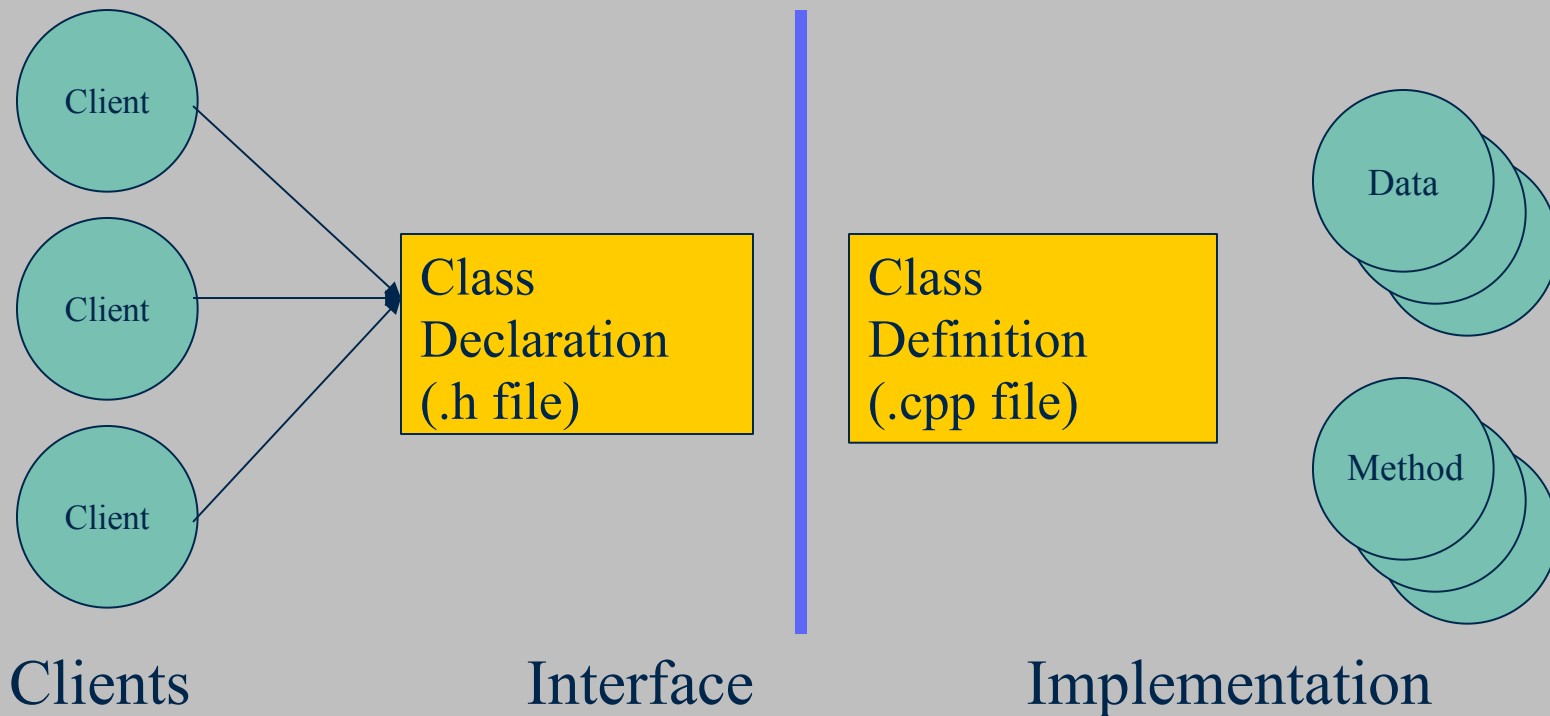 Client
Client
Client
Class
Declaration
(.h file)
Class
Definition
(.cpp file)
Data
Method
Clients
Interface
Implementation